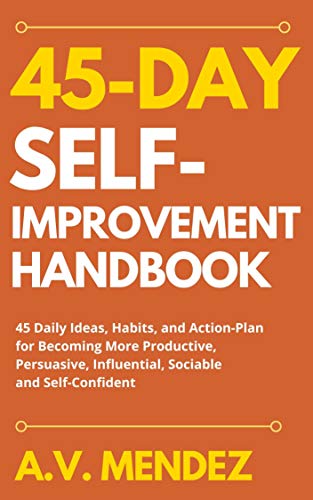 45-DAY
SELF-
IMPROVEMENT
HANDBOOK
45 Daily Ideas, Habits, and Action-Plan
for Becoming More Productive,
Persuasive, Influential, Sociable
and Self-Confident
A.V. MENDEZ